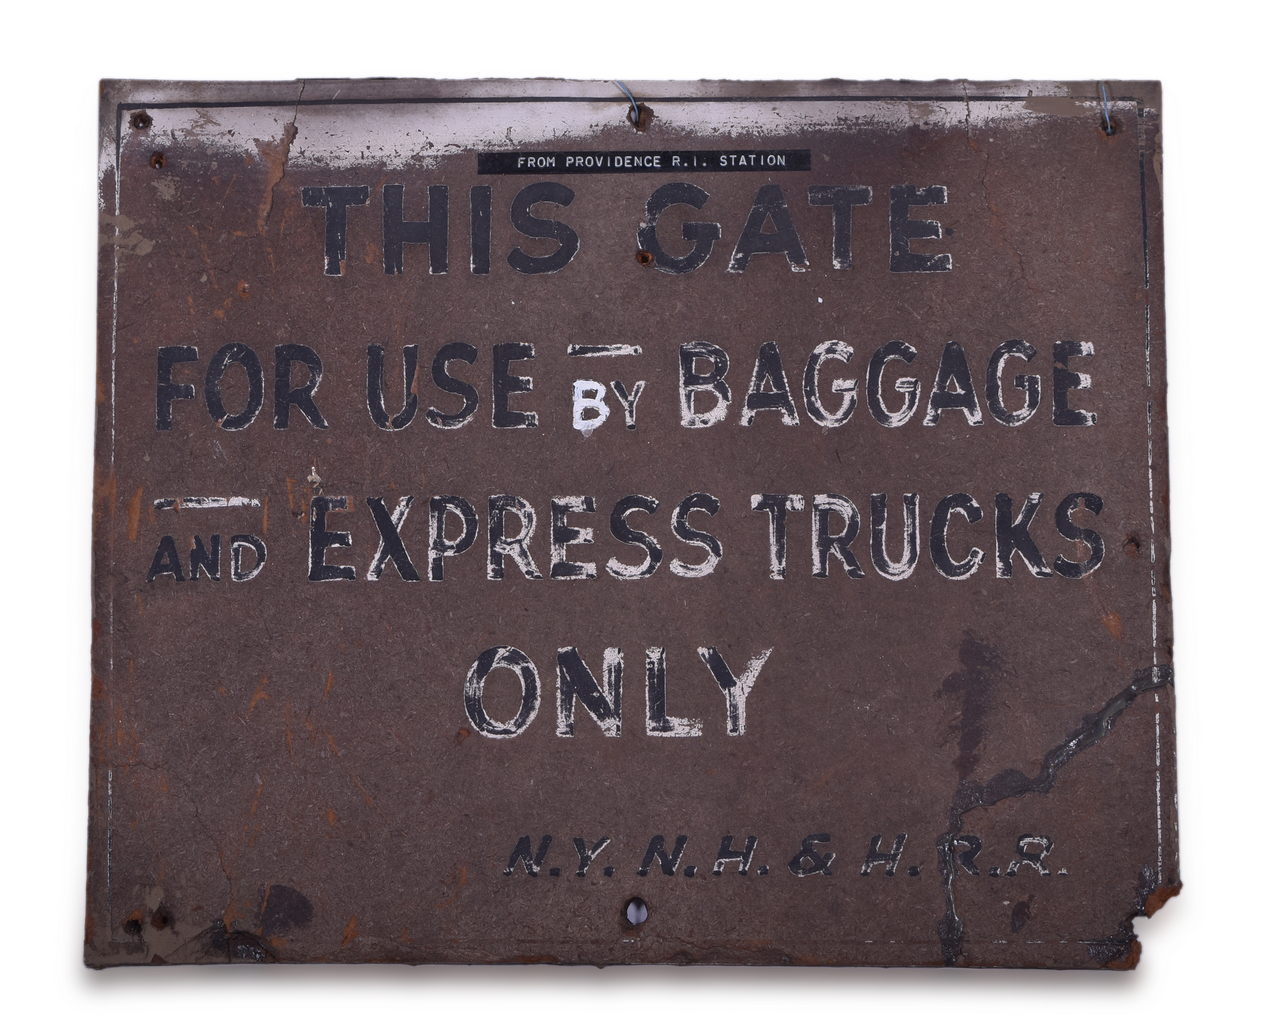 FROM PROVIDENCE R.I. STATION
THIS GATE
FOR USE BY BAGGAGE
AND EXPRESS TRUCKS
ONLY
N.Y. N.H. & H. R.R.